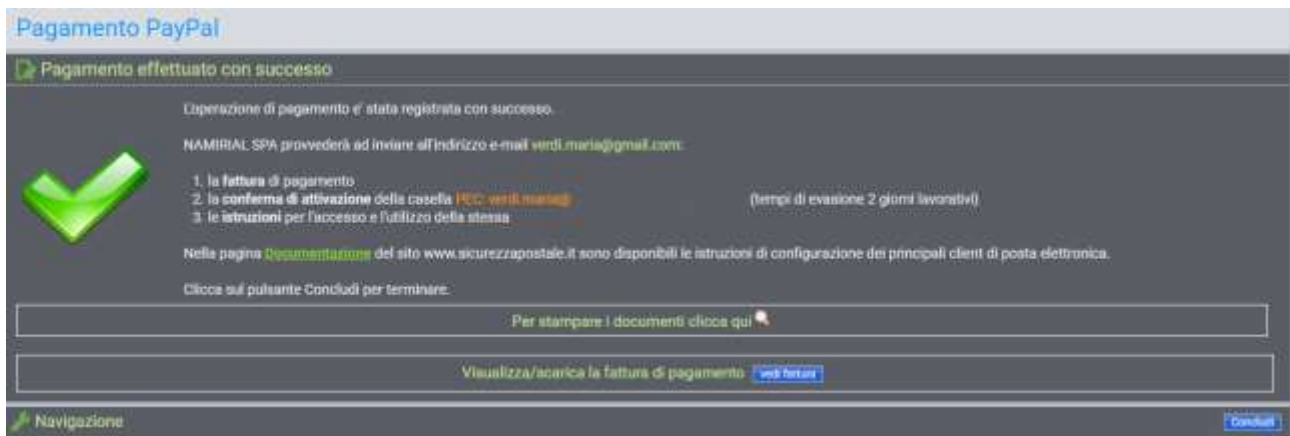 Pagamento PayPal
Pagamento effettuato con successo
L'operazione di pagamento e' stata registrata con successo.
NAMIRIAL SPA provvederà ad inviare all'indirizzo e-mail verdi.maria@gmail.com:
1. la fattura di pagamento
2. la conferma di attivazione della casella PEC: verdi.maria@ (tempi di evasione 2 giorni lavorativi)
3. le istruzioni per l'accesso e l'utilizzo della stessa
Nella pagina Documentazione del sito www.sicurezzapostale.it sono disponibili le istruzioni di configurazione dei principali client di posta elettronica.
Clicca sul pulsante Concludi per terminare.
Per stampare i documenti clicca qui
Visualizza/scarica la fattura di pagamento vedi fattura
Navigazione
Concludi